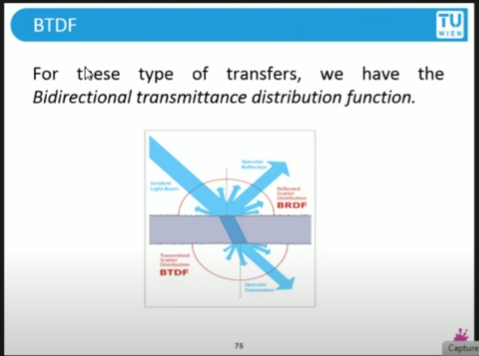 BTDF
TU
WIEN
For these type of transfers, we have the
Bidirectional transmittance distribution function.
Specular
Reflection
Incident
Light Beam
Reflected
Scatter
Distribution
BRDF
Transmitted
Scatter
Distribution
BTDF
Specular
Transmission
75
Capture